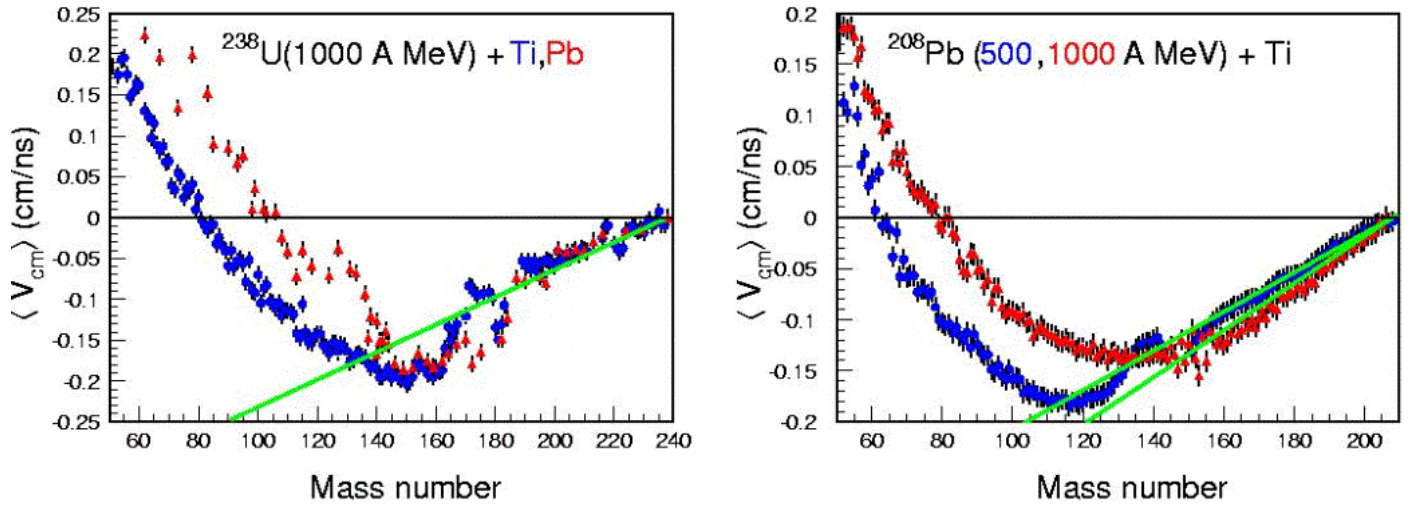 ²³⁸U(1000 A MeV) + Ti,Pb
⟨ V_cm⟩ (cm/ns)
0.25
0.2
0.15
0.1
0.05
0
-0.05
-0.1
-0.15
-0.2
-0.25
60 80 100 120 140 160 180 200 220 240
Mass number
²⁰⁸Pb (500,1000 A MeV) + Ti
⟨ V_cm⟩ (cm/ns)
0.2
0.15
0.1
0.05
0
-0.05
-0.1
-0.15
-0.2
60 80 100 120 140 160 180 200
Mass number